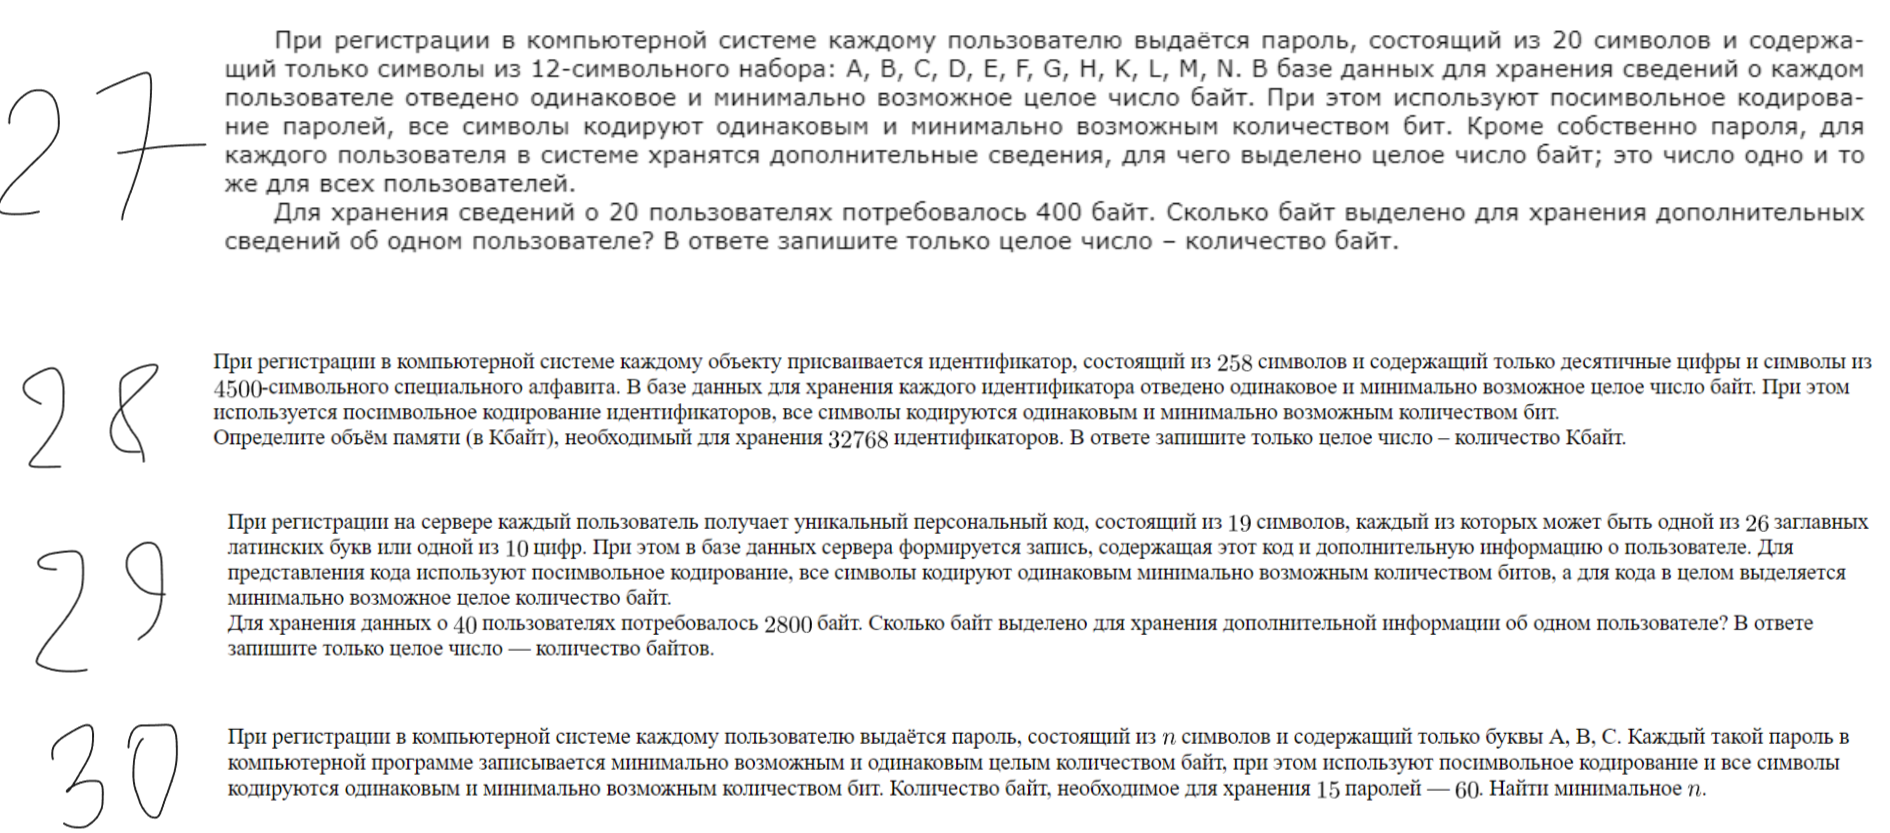 27
При регистрации в компьютерной системе каждому пользователю выдаётся пароль, состоящий из 20 символов и содержа-
щий только символы из 12-символьного набора: A, B, C, D, E, F, G, H, K, L, M, N. В базе данных для хранения сведений о каждом
пользователе отведено одинаковое и минимально возможное целое число байт. При этом используют посимвольное кодирова-
ние паролей, все символы кодируют одинаковым и минимально возможным количеством бит. Кроме собственно пароля, для
каждого пользователя в системе хранятся дополнительные сведения, для чего выделено целое число байт; это число одно и то
же для всех пользователей.
Для хранения сведений о 20 пользователях потребовалось 400 байт. Сколько байт выделено для хранения дополнительных
сведений об одном пользователе? В ответе запишите только целое число – количество байт.
28
При регистрации в компьютерной системе каждому объекту присваивается идентификатор, состоящий из 258 символов и содержащий только десятичные цифры и символы из
4500-символьного специального алфавита. В базе данных для хранения каждого идентификатора отведено одинаковое и минимально возможное целое число байт. При этом
используется посимвольное кодирование идентификаторов, все символы кодируются одинаковым и минимально возможным количеством бит.
Определите объём памяти (в Кбайт), необходимый для хранения 32768 идентификаторов. В ответе запишите только целое число – количество Кбайт.
29
При регистрации на сервере каждый пользователь получает уникальный персональный код, состоящий из 19 символов, каждый из которых может быть одной из 26 заглавных
латинских букв или одной из 10 цифр. При этом в базе данных сервера формируется запись, содержащая этот код и дополнительную информацию о пользователе. Для
представления кода используют посимвольное кодирование, все символы кодируют одинаковым минимально возможным количеством битов, а для кода в целом выделяется
минимально возможное целое количество байт.
Для хранения данных о 40 пользователях потребовалось 2800 байт. Сколько байт выделено для хранения дополнительной информации об одном пользователе? В ответе
запишите только целое число — количество байтов.
30
При регистрации в компьютерной системе каждому пользователю выдаётся пароль, состоящий из n символов и содержащий только буквы A, B, C. Каждый такой пароль в
компьютерной программе записывается минимально возможным и одинаковым целым количеством байт, при этом используют посимвольное кодирование и все символы
кодируются одинаковым и минимально возможным количеством бит. Количество байт, необходимое для хранения 15 паролей — 60. Найти минимальное n.